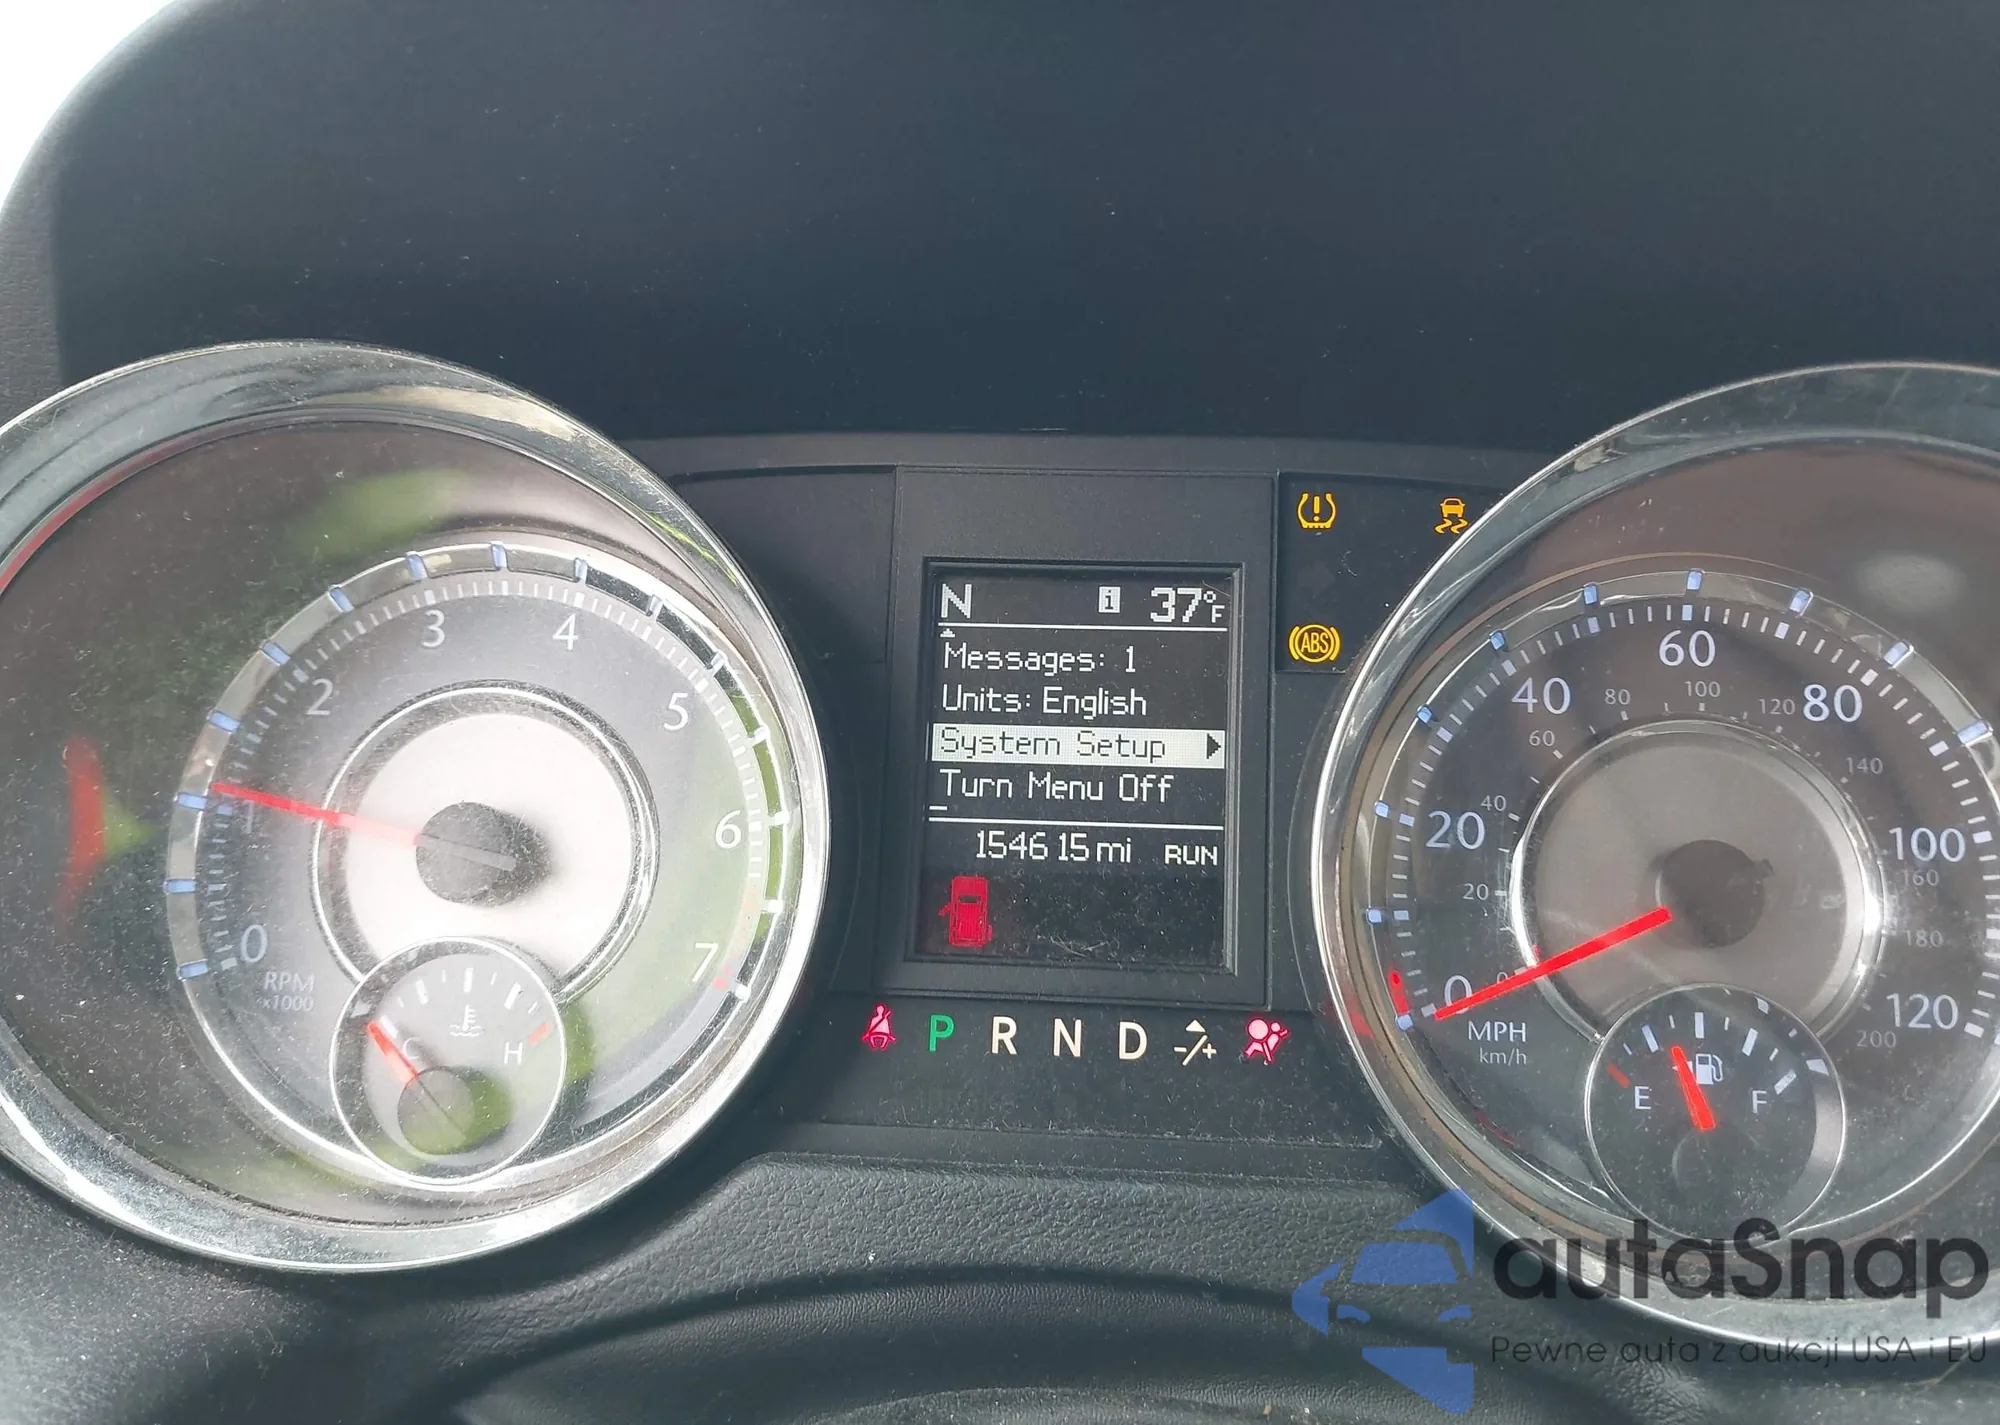 N i 37°F
Messages: 1
Units: English
System Setup
Turn Menu Off
154615 mi RUN
P R N D -/+
ABS
0 1 2 3 4 5 6 7
RPM
x1000
C H
0 20 40 60 80 100 120
0 20 40 60 80 100 120 140 160 180 200
MPH
km/h
E F
autaSnap
Pewne auta z aukcji USA i EU